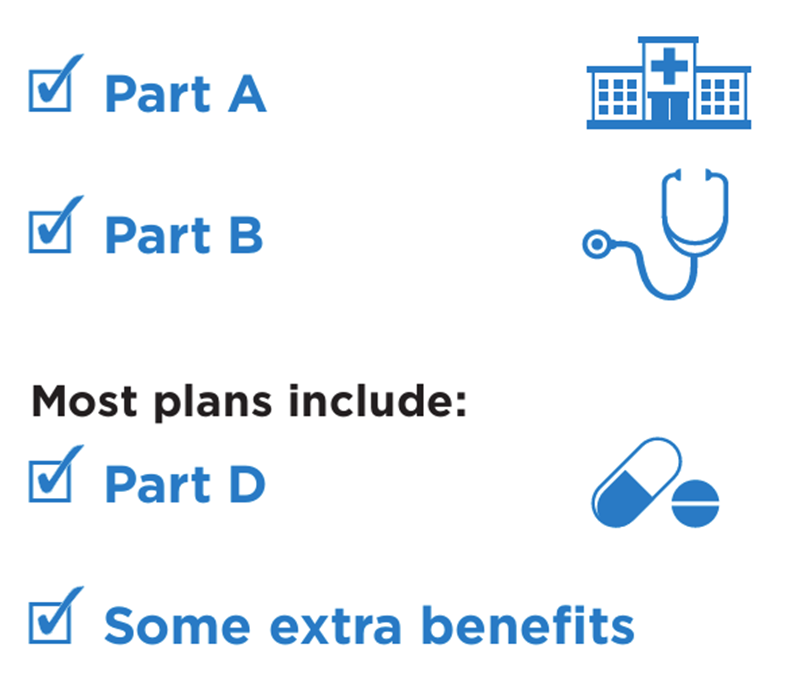 Part A
Part B
Most plans include:
Part D
Some extra benefits